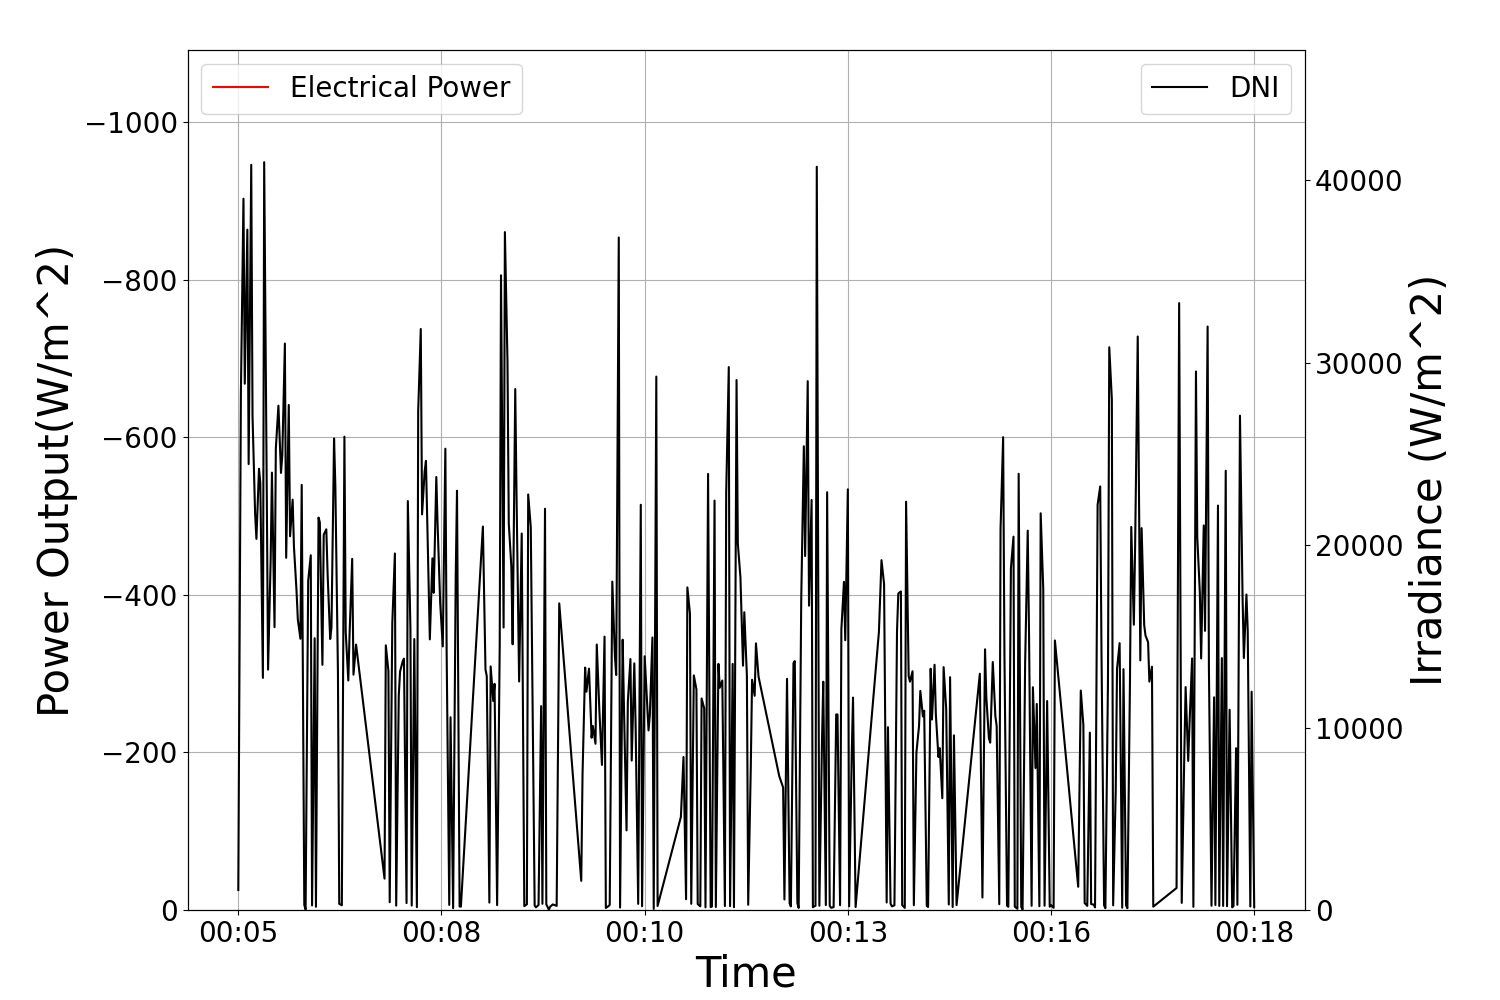 Electrical Power
DNI
−1000
−800
−600
−400
−200
0
40000
30000
20000
10000
0
Power Output(W/m^2)
Irradiance (W/m^2)
00:05 00:08 00:10 00:13 00:16 00:18
Time